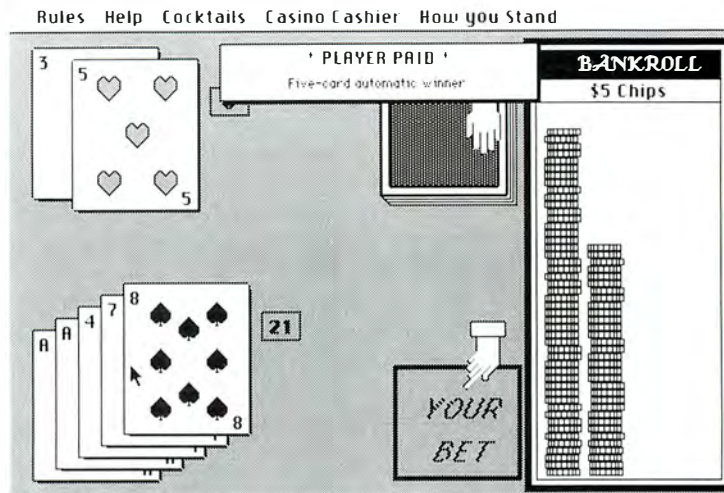 Rules Help Cocktails Casino Cashier How you Stand
' PLAYER PAID '
Five-card automatic winner
BANKROLL
$5 Chips
3
5
5
A
A
4
7
8
8
21
YOUR
BET